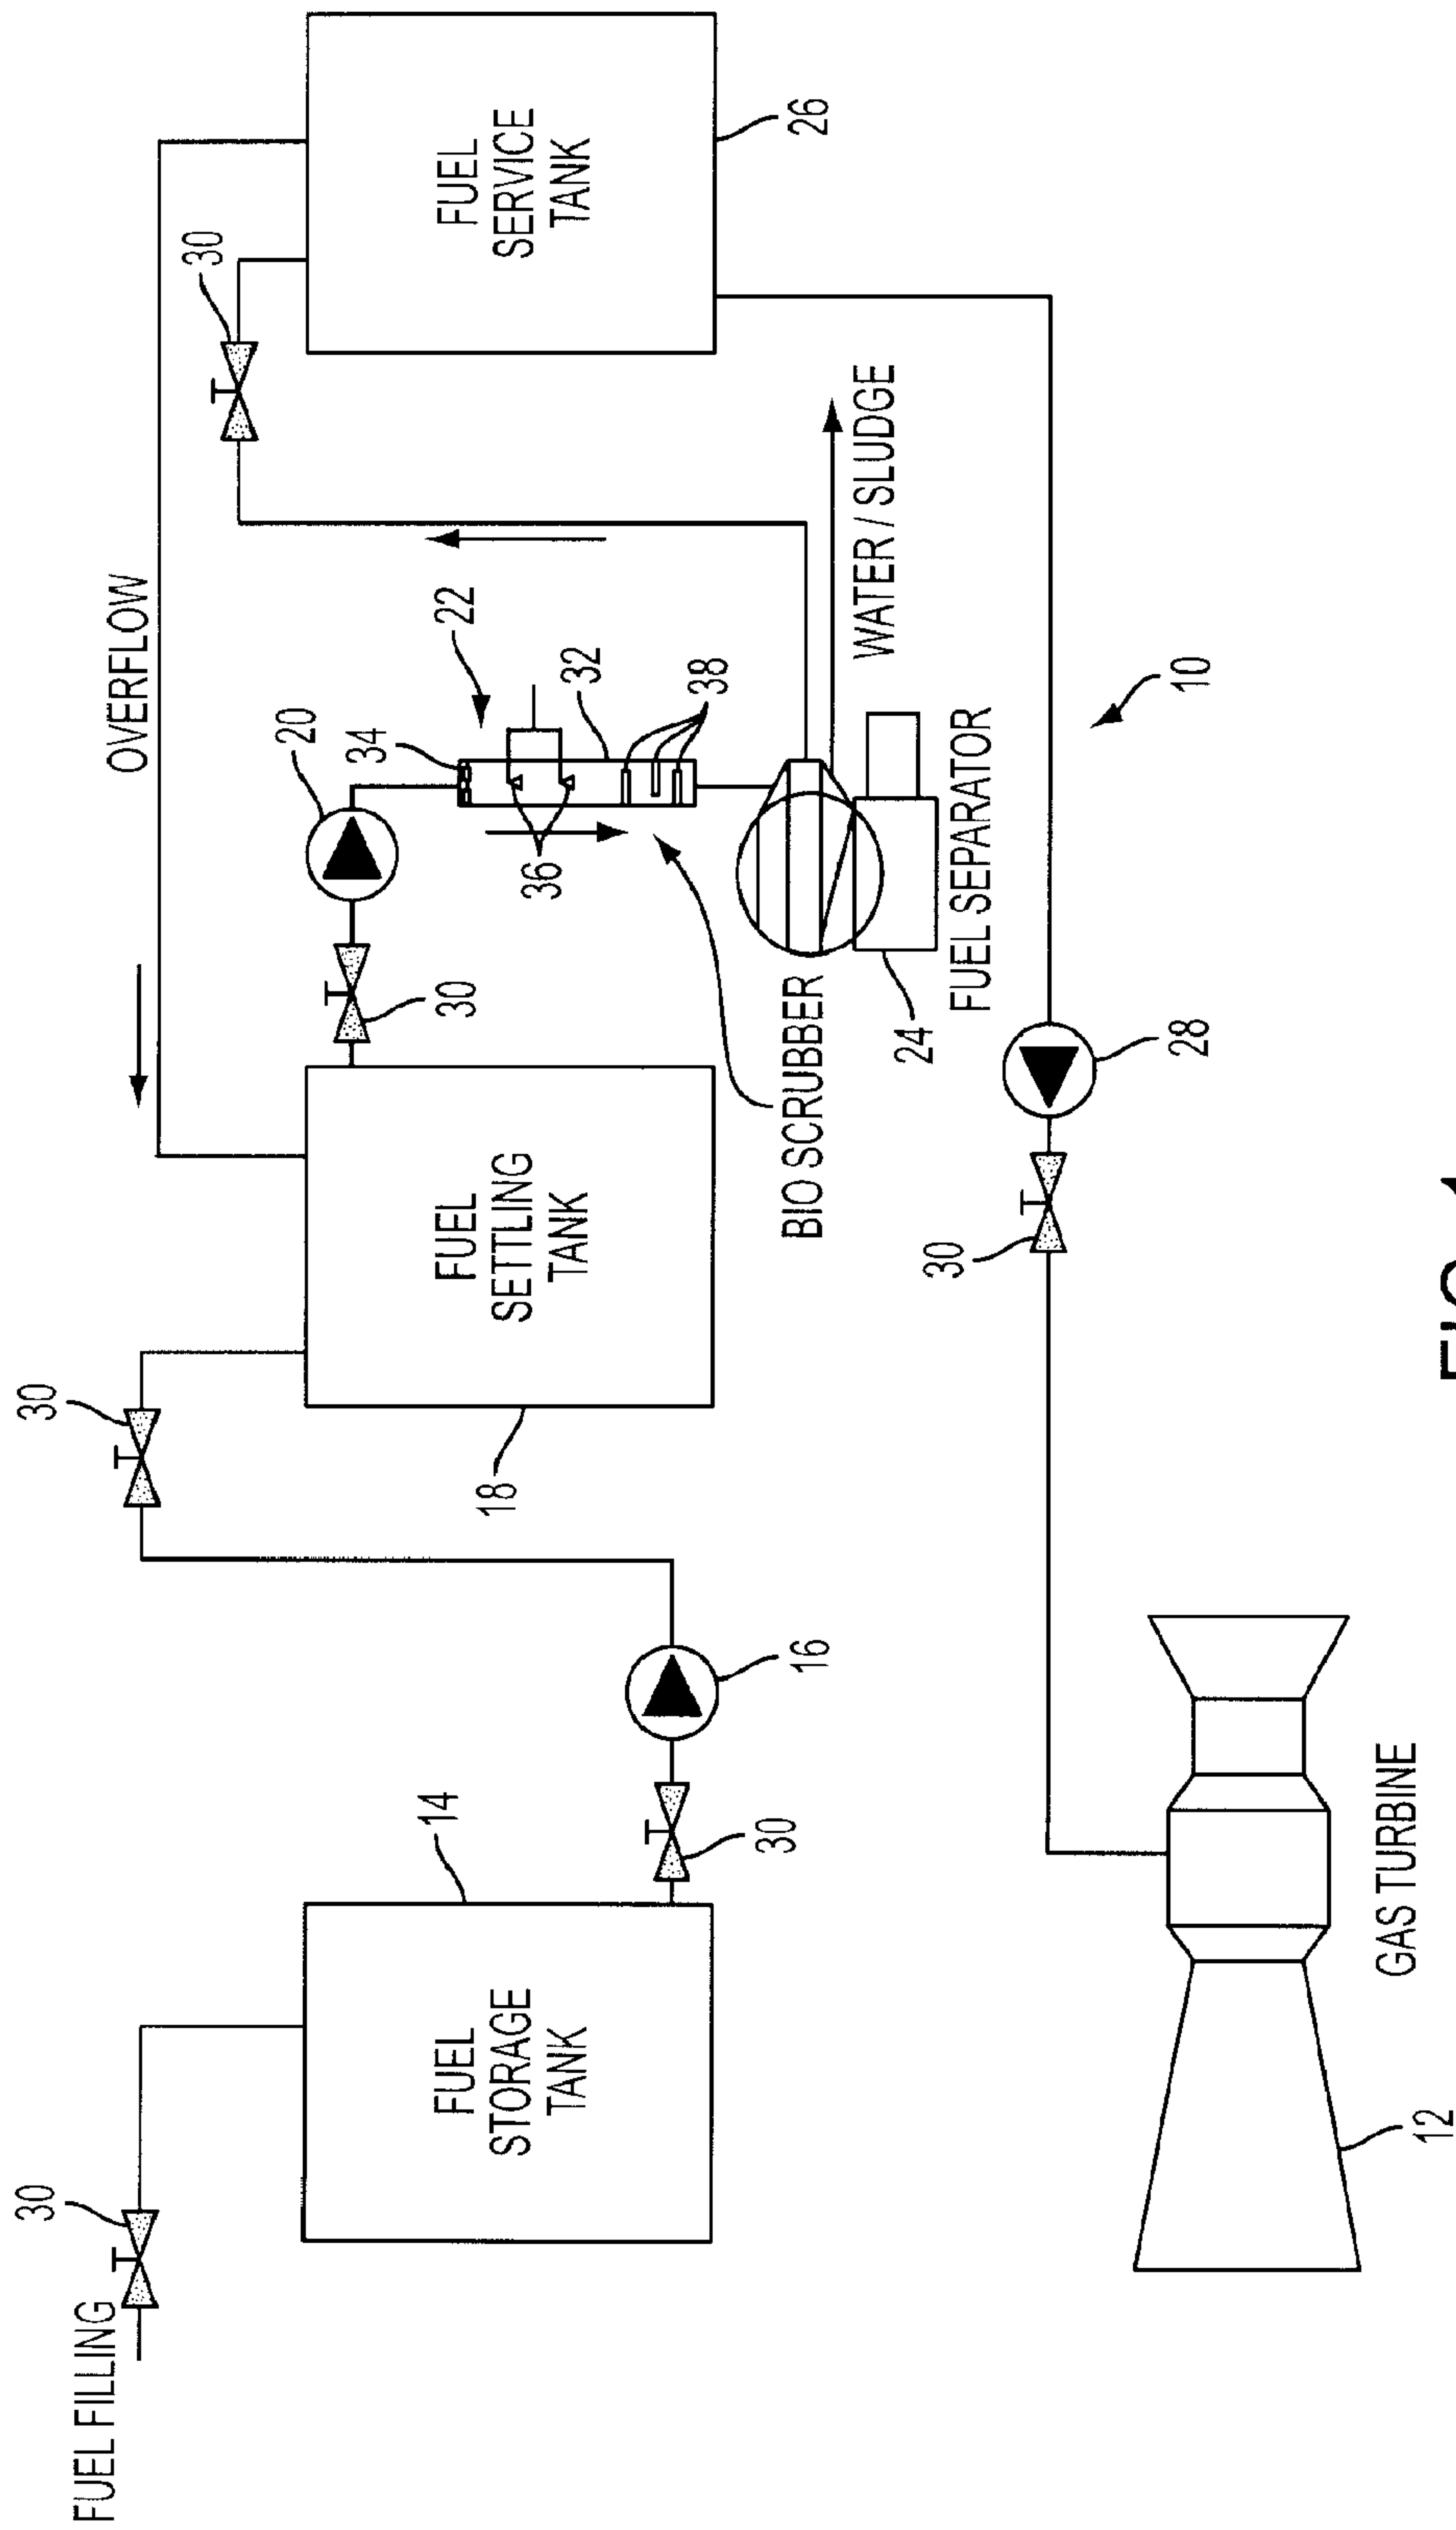 FUEL FILLING
30
FUEL
STORAGE
TANK
14
30
16
30
FUEL
SETTLING
TANK
18
OVERFLOW
30
20
34
22
36
32
38
BIO SCRUBBER
24
FUEL SEPARATOR
WATER / SLUDGE
30
FUEL
SERVICE
TANK
26
28
30
10
GAS TURBINE
12